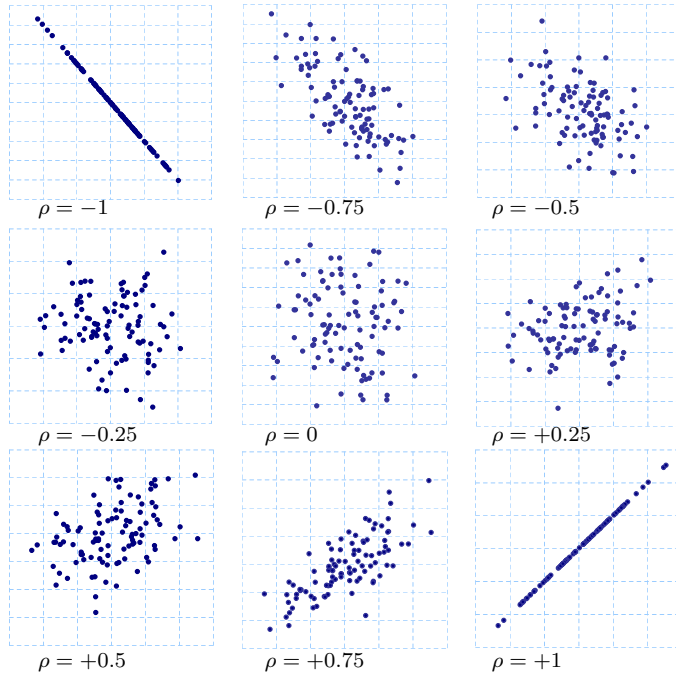 ρ = −1
ρ = −0.75
ρ = −0.5
ρ = −0.25
ρ = 0
ρ = +0.25
ρ = +0.5
ρ = +0.75
ρ = +1